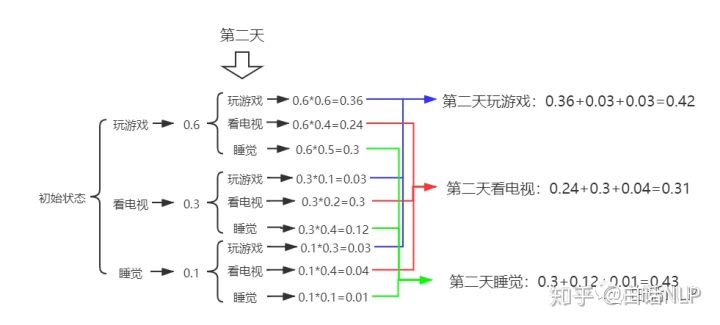 第二天
玩游戏 0.6*0.6=0.36
第二天玩游戏：0.36+0.03+0.03=0.42
玩游戏 0.6
看电视 0.6*0.4=0.24
睡觉 0.6*0.5=0.3
玩游戏 0.3*0.1=0.03
第二天看电视：0.24+0.3+0.04=0.31
初始状态
看电视 0.3
看电视 0.3*0.2=0.3
睡觉 0.3*0.4=0.12
玩游戏 0.1*0.3=0.03
睡觉 0.1
看电视 0.1*0.4=0.04
第二天睡觉：0.3+0.12 0.01=0.43
睡觉 0.1*0.1=0.01
知乎 @白话NLP